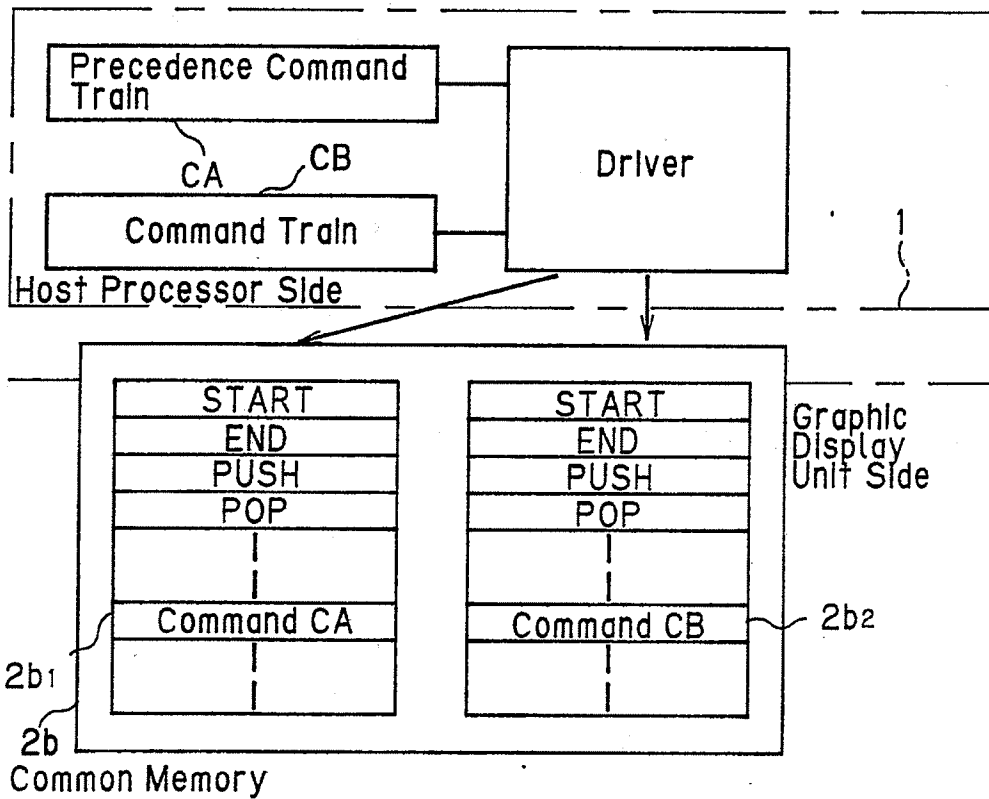 Precedence Command
Train
CA
CB
Command Train
Driver
1
Host Processor Side
START
END
PUSH
POP
Command CA
START
END
PUSH
POP
Command CB
Graphic
Display
Unit Side
2b1
2b2
2b
Common Memory